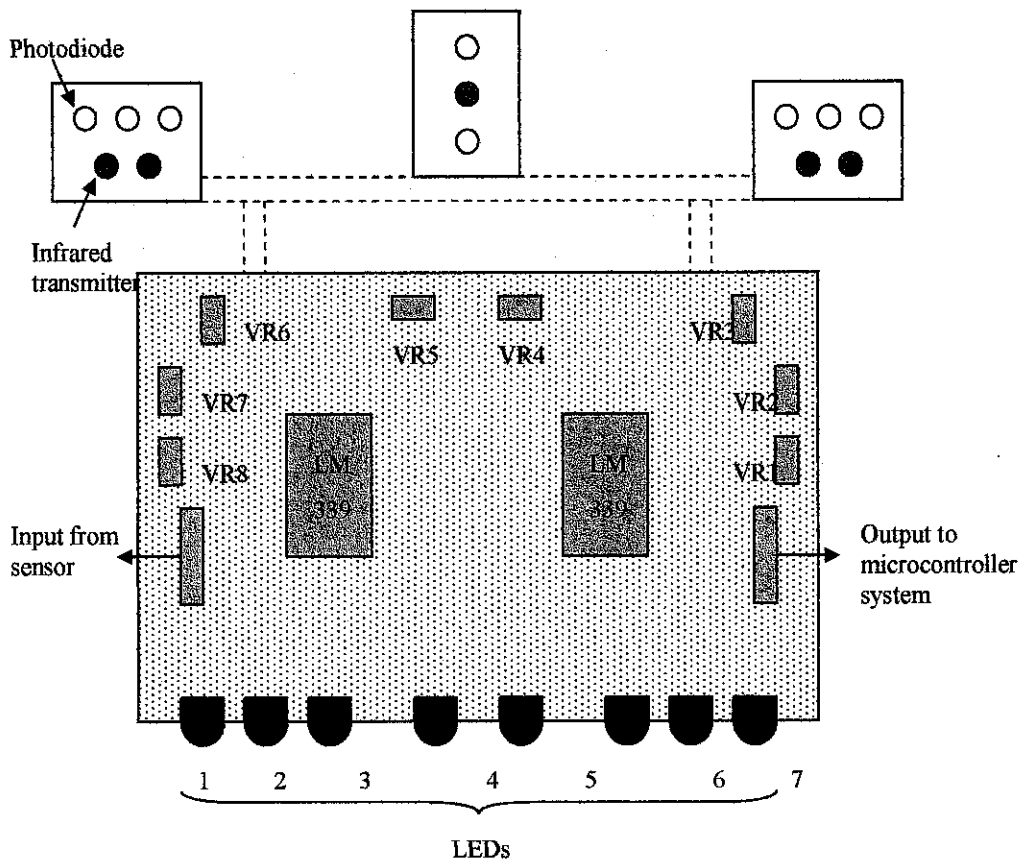 Photodiode
Infrared
transmitter
VR6
VR5
VR4
VR3
VR7
VR2
VR8
VR1
LM
339
LM
339
Input from
sensor
Output to
microcontroller
system
1 2 3 4 5 6 7
LEDs